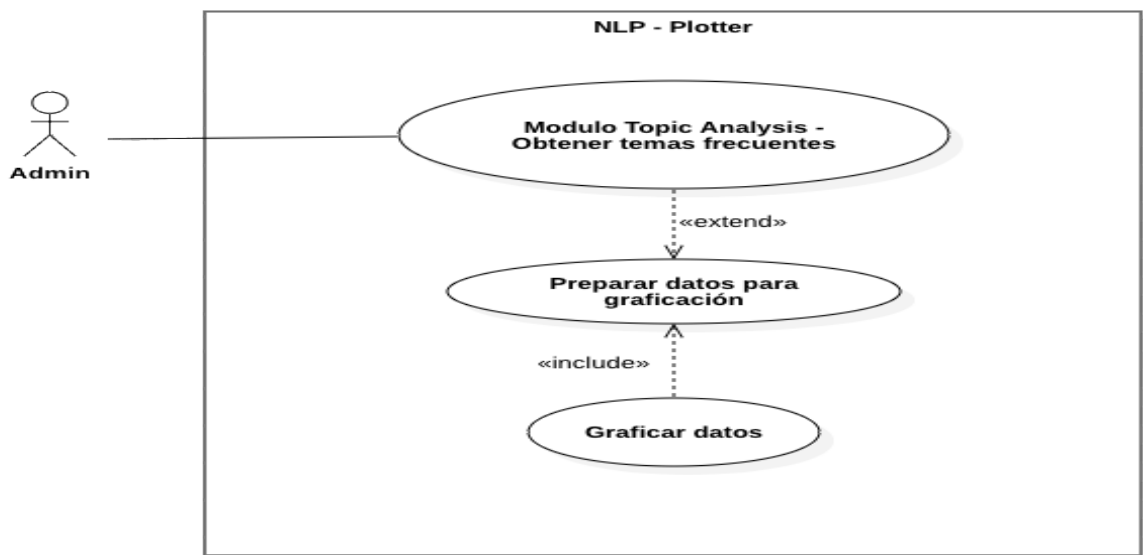 NLP - Plotter
Modulo Topic Analysis -
Obtener temas frecuentes
Admin
«extend»
Preparar datos para
graficación
«include»
Graficar datos